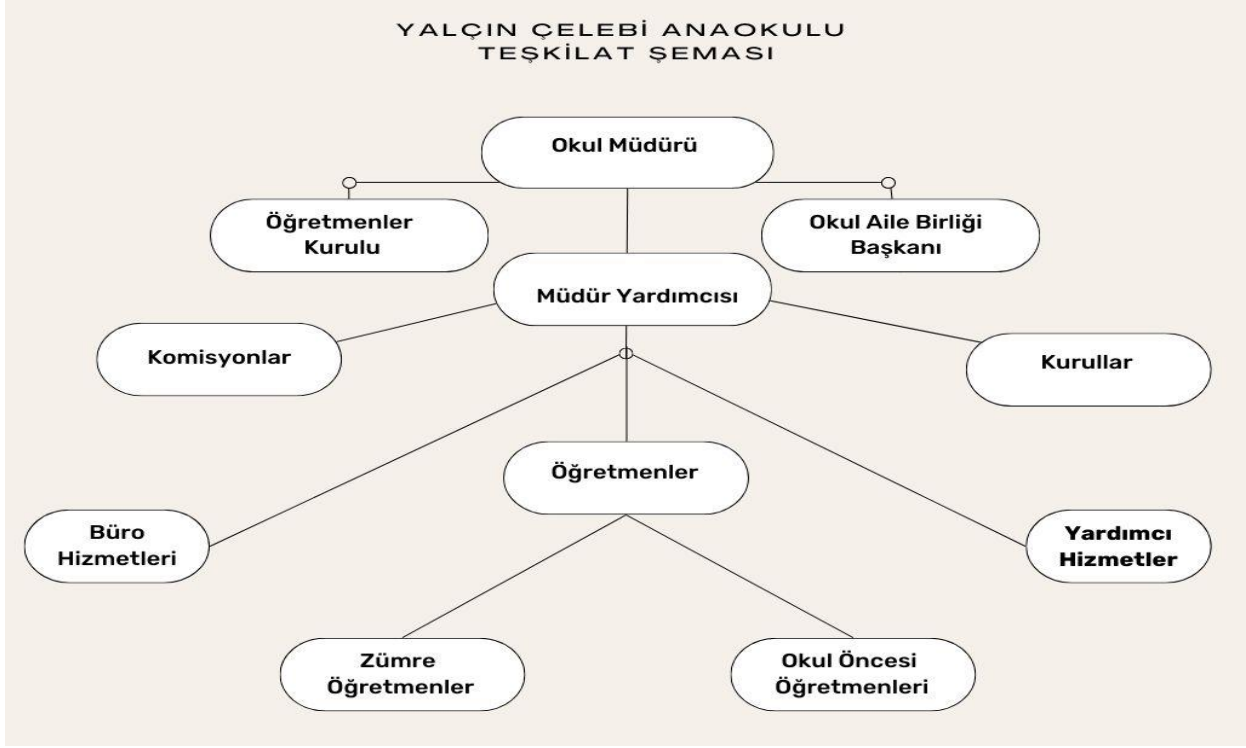 YALÇIN ÇELEBİ ANAOKULU
TEŞKİLAT ŞEMASI
Okul Müdürü
Öğretmenler
Kurulu
Okul Aile Birliği
Başkanı
Müdür Yardımcısı
Komisyonlar
Kurullar
Öğretmenler
Büro
Hizmetleri
Yardımcı
Hizmetler
Zümre
Öğretmenler
Okul Öncesi
Öğretmenleri